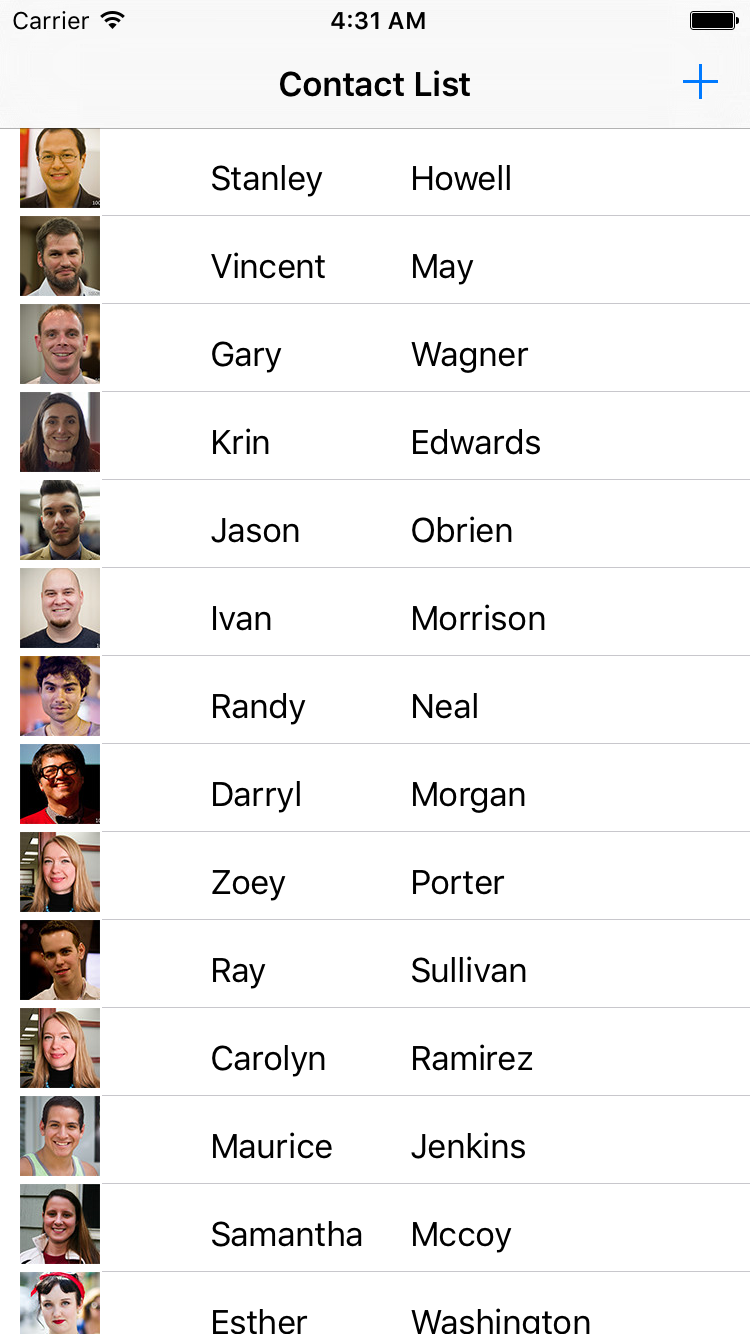 Carrier 4:31 AM
Contact List
Stanley Howell
Vincent May
Gary Wagner
Krin Edwards
Jason Obrien
Ivan Morrison
Randy Neal
Darryl Morgan
Zoey Porter
Ray Sullivan
Carolyn Ramirez
Maurice Jenkins
Samantha Mccoy
Esther Washington